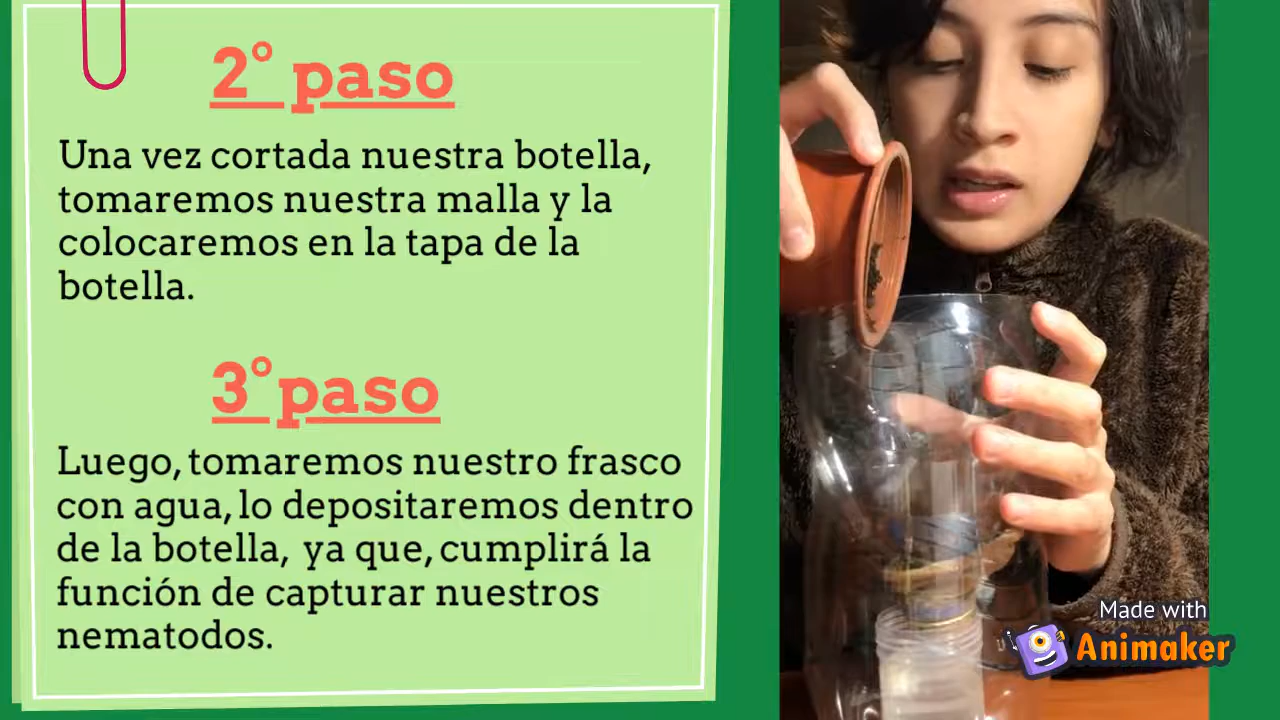 2° paso
Una vez cortada nuestra botella,
tomaremos nuestra malla y la
colocaremos en la tapa de la
botella.
3°paso
Luego, tomaremos nuestro frasco
con agua, lo depositaremos dentro
de la botella, ya que, cumplirá la
función de capturar nuestros
nematodos.
Made with
Animaker